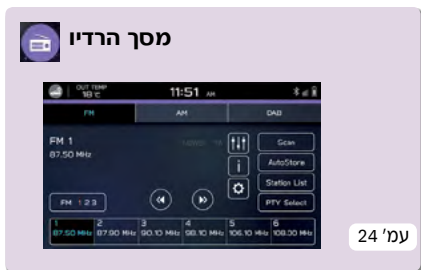 מסך הרדיו
OUT TEMP
18°C
11:51 AM
FM AM DAB
FM 1
87.50 MHz
Scan
AutoStore
Station List
PTY Select
FM 1 2 3
1 2 3 4 5 6
87.50 MHz 87.90 MHz 90.10 MHz 98.10 MHz 106.10 MHz 108.00 MHz
עמ' 24